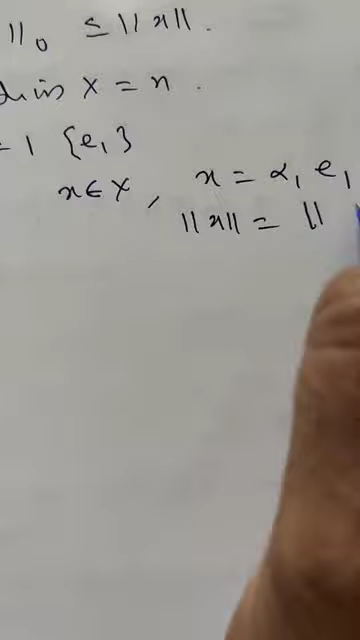 ||₀ ≤ ||x||.
dim X = n.
= 1 {e₁}
x ∈ X, x = α₁ e₁
||x|| = ||